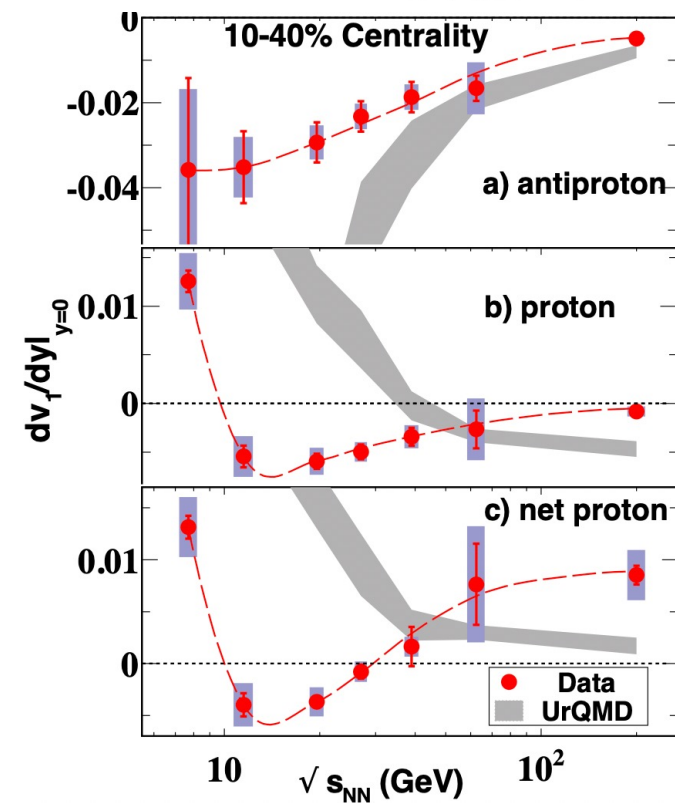 10-40% Centrality
0
-0.02
-0.04
a) antiproton
0.01
b) proton
0
dv₁/dy|y=0
c) net proton
0.01
0
Data
UrQMD
10
10²
√ sNN (GeV)